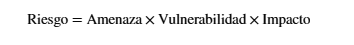 Riesgo = Amenaza × Vulnerabilidad × Impacto